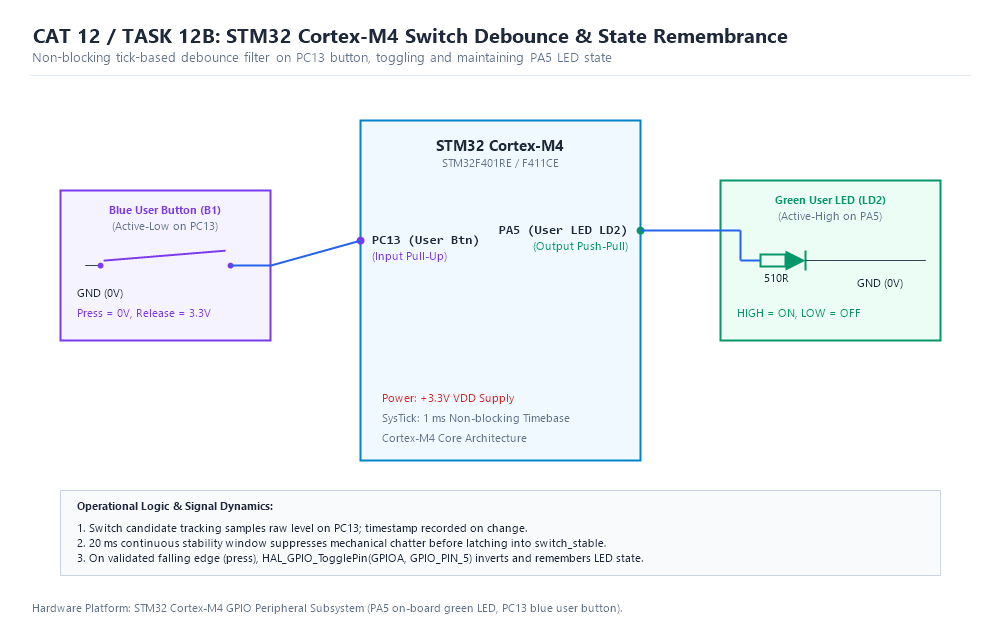 CAT 12 / TASK 12B: STM32 Cortex-M4 Switch Debounce & State Remembrance
Non-blocking tick-based debounce filter on PC13 button, toggling and maintaining PA5 LED state
STM32 Cortex-M4
STM32F401RE / F411CE
Blue User Button (B1)
(Active-Low on PC13)
GND (0V)
Press = 0V, Release = 3.3V
PC13 (User Btn)
(Input Pull-Up)
PA5 (User LED LD2)
(Output Push-Pull)
Green User LED (LD2)
(Active-High on PA5)
510R
GND (0V)
HIGH = ON, LOW = OFF
Power: +3.3V VDD Supply
SysTick: 1 ms Non-blocking Timebase
Cortex-M4 Core Architecture
Operational Logic & Signal Dynamics:
1. Switch candidate tracking samples raw level on PC13; timestamp recorded on change.
2. 20 ms continuous stability window suppresses mechanical chatter before latching into switch_stable.
3. On validated falling edge (press), HAL_GPIO_TogglePin(GPIOA, GPIO_PIN_5) inverts and remembers LED state.
Hardware Platform: STM32 Cortex-M4 GPIO Peripheral Subsystem (PA5 on-board green LED, PC13 blue user button).